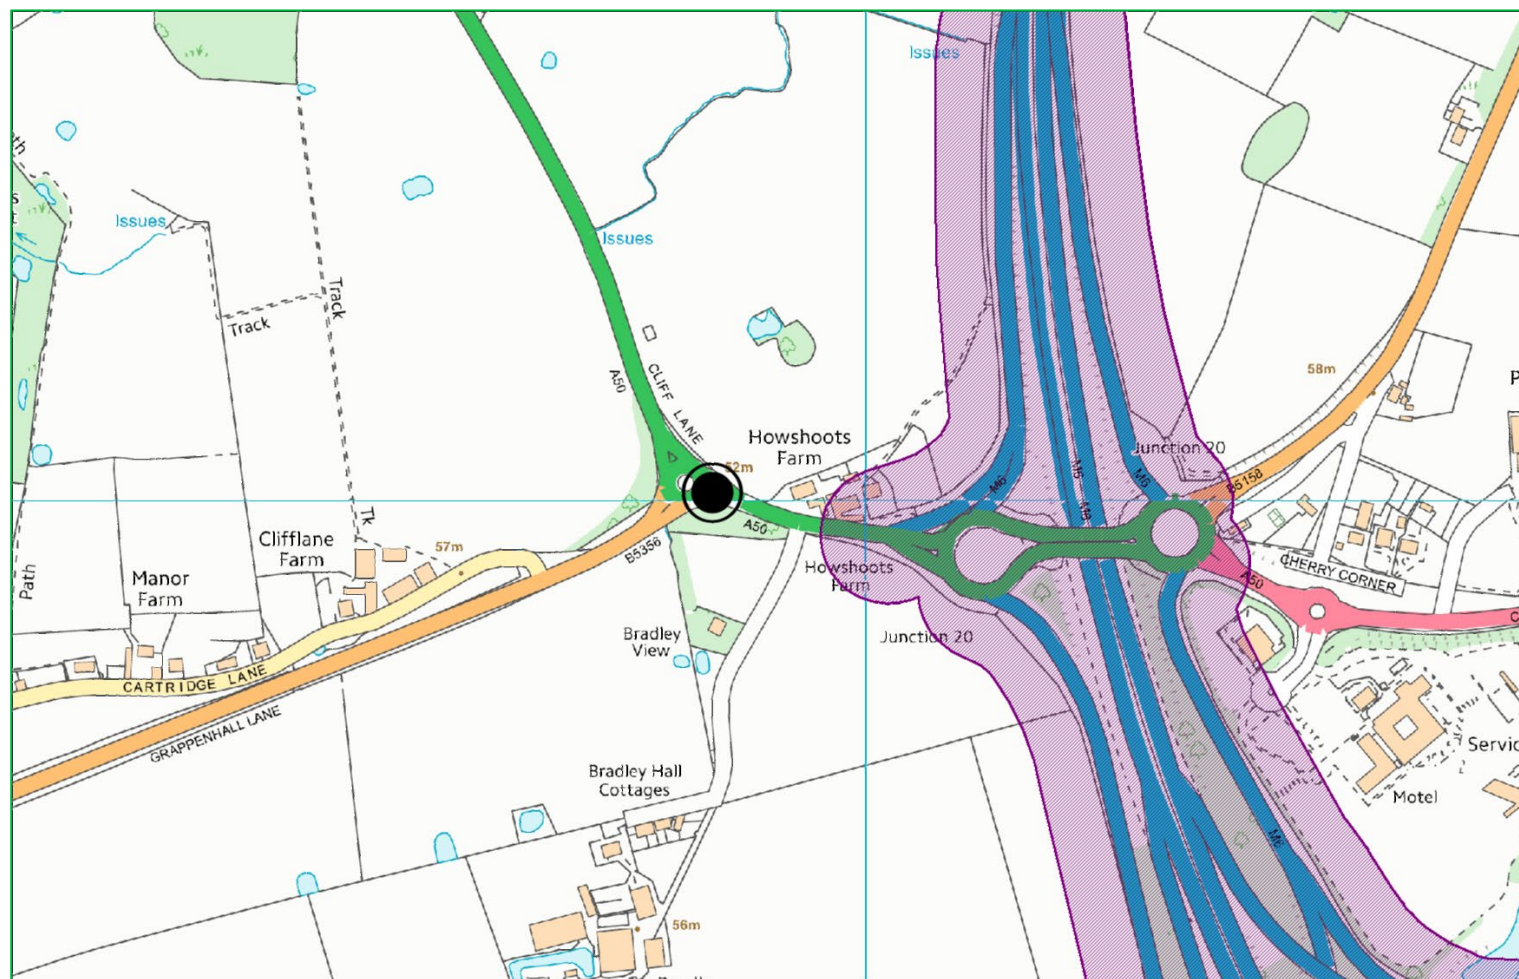 Issues
Issues
Issues
Track
Track
A50
CLIFF LANE
58m
Howshoots
Farm
52m
Junction 20
M6
M6
M6
M6
B5158
Tk
A50
B5356
Clifflane
Farm
57m
Path
Manor
Farm
Howshoots
Farm
CHERRY CORNER
A50
Bradley
View
Junction 20
CARTRIDGE LANE
GRAPPENHALL LANE
Bradley Hall
Cottages
Servic
Motel
M6
56m